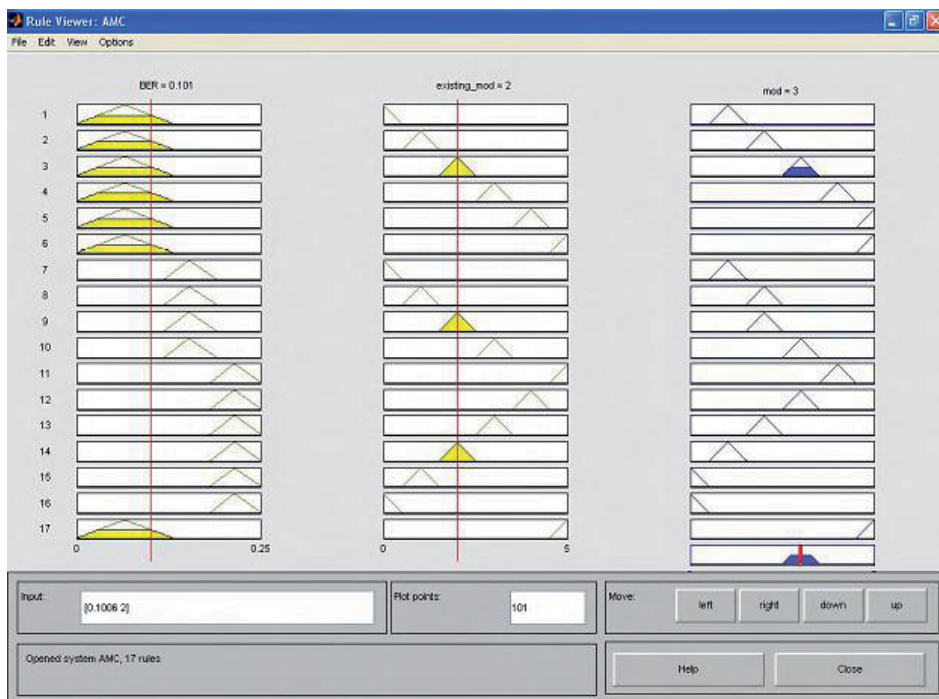 Rule Viewer: AMC
File Edit View Options
BER = 0.101 existing_mod = 2 mod = 3
1
2
3
4
5
6
7
8
9
10
11
12
13
14
15
16
17
0 0.25 0 5
Input: [0.1006 2] Plot points: 101 Move: left right down up
Opened system AMC, 17 rules Help Close